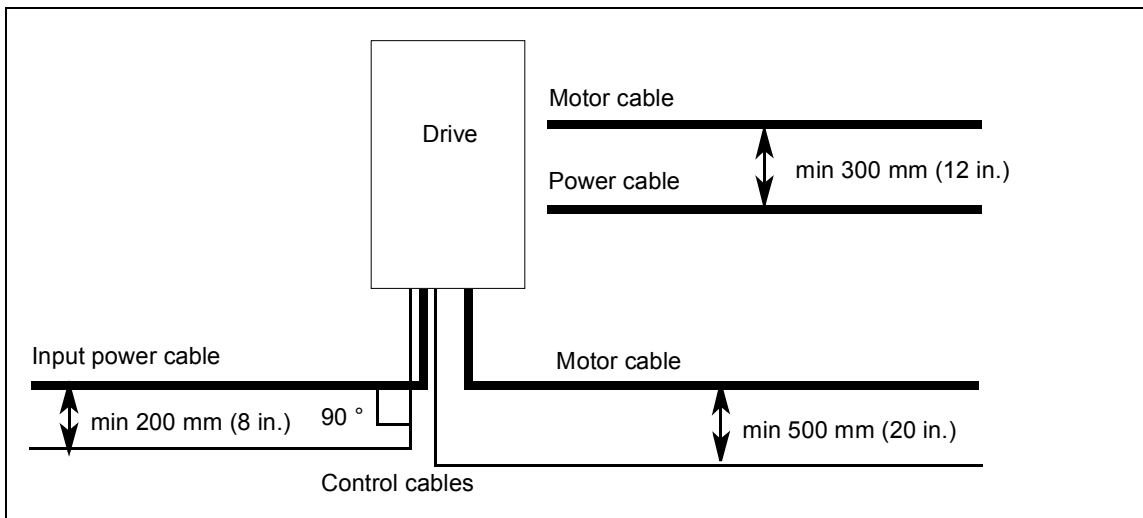 Motor cable
Drive
min 300 mm (12 in.)
Power cable
Input power cable
Motor cable
min 200 mm (8 in.)
90 °
min 500 mm (20 in.)
Control cables